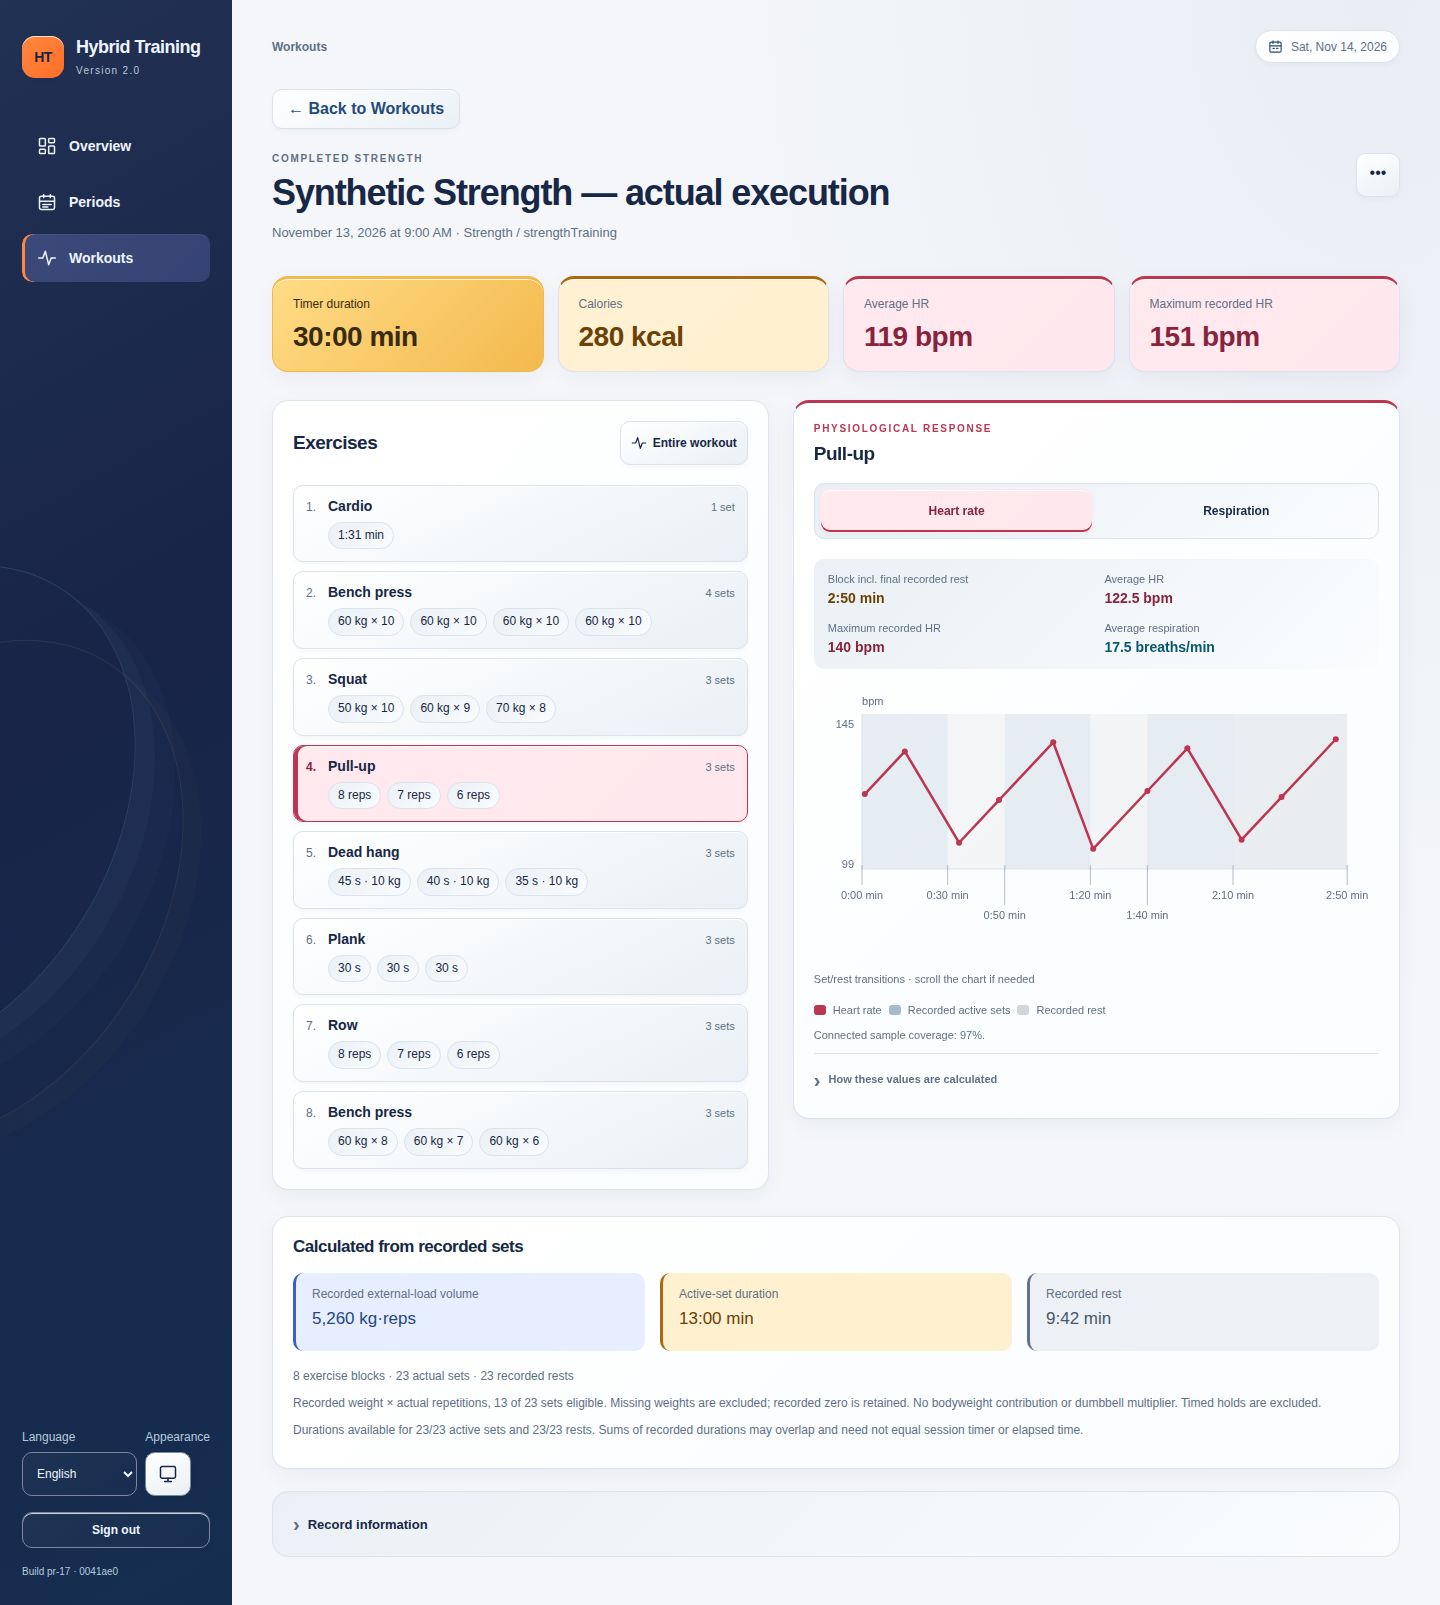 HT
Hybrid Training
Version 2.0
Overview
Periods
Workouts
Language
Appearance
English
Sign out
Build pr-17 · 0041ae0
Workouts
Sat, Nov 14, 2026
← Back to Workouts
COMPLETED STRENGTH
Synthetic Strength — actual execution
•••
November 13, 2026 at 9:00 AM · Strength / strengthTraining
Timer duration
30:00 min
Calories
280 kcal
Average HR
119 bpm
Maximum recorded HR
151 bpm
Exercises
Entire workout
1. Cardio 1 set
1:31 min
2. Bench press 4 sets
60 kg × 10 60 kg × 10 60 kg × 10 60 kg × 10
3. Squat 3 sets
50 kg × 10 60 kg × 9 70 kg × 8
4. Pull-up 3 sets
8 reps 7 reps 6 reps
5. Dead hang 3 sets
45 s · 10 kg 40 s · 10 kg 35 s · 10 kg
6. Plank 3 sets
30 s 30 s 30 s
7. Row 3 sets
8 reps 7 reps 6 reps
8. Bench press 3 sets
60 kg × 8 60 kg × 7 60 kg × 6
PHYSIOLOGICAL RESPONSE
Pull-up
Heart rate Respiration
Block incl. final recorded rest
2:50 min
Average HR
122.5 bpm
Maximum recorded HR
140 bpm
Average respiration
17.5 breaths/min
bpm
145
99
0:00 min 0:30 min 1:20 min 2:10 min 2:50 min
0:50 min 1:40 min
Set/rest transitions · scroll the chart if needed
Heart rate Recorded active sets Recorded rest
Connected sample coverage: 97%.
› How these values are calculated
Calculated from recorded sets
Recorded external-load volume
5,260 kg·reps
Active-set duration
13:00 min
Recorded rest
9:42 min
8 exercise blocks · 23 actual sets · 23 recorded rests
Recorded weight × actual repetitions, 13 of 23 sets eligible. Missing weights are excluded; recorded zero is retained. No bodyweight contribution or dumbbell multiplier. Timed holds are excluded.
Durations available for 23/23 active sets and 23/23 rests. Sums of recorded durations may overlap and need not equal session timer or elapsed time.
› Record information